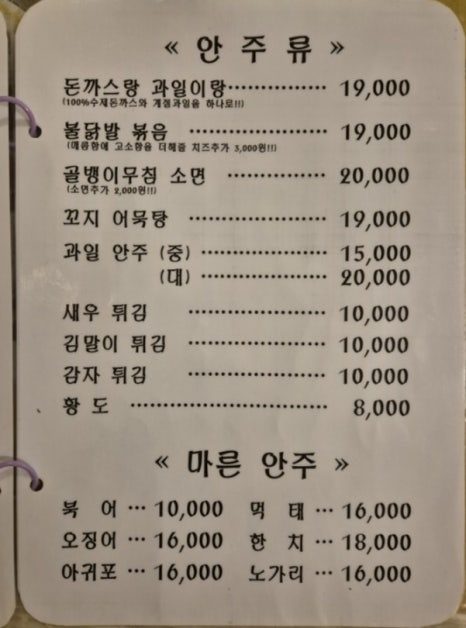 « 안 주 류 »
돈까스랑 과일이랑················ 19,000
(100%수제돈까스와 계절과일을 하나로!!)
불닭발 볶음 ······················ 19,000
(매콤함에 고소함을 더해줄 치즈추가 3,000원!!)
골뱅이무침 소면 ················ 20,000
(소면추가 2,000원!!)
꼬지 어묵탕 ······················ 19,000
과일 안주 (중) ···················· 15,000
(대) ···················· 20,000
새우 튀김 ······················ 10,000
김말이 튀김 ······················ 10,000
감자 튀김 ······················ 10,000
황 도 ································ 8,000
« 마른 안주 »
북 어 ··· 10,000 먹 태 ··· 16,000
오징어 ··· 16,000 한 치 ··· 18,000
아귀포 ··· 16,000 노가리 ··· 16,000